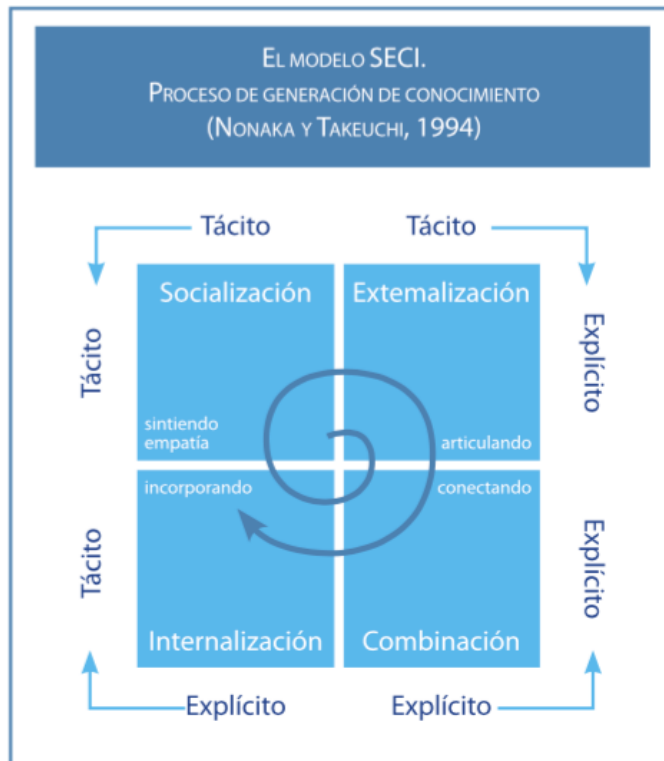 EL MODELO SECI.
PROCESO DE GENERACIÓN DE CONOCIMIENTO
(NONAKA Y TAKEUCHI, 1994)
Tácito
Tácito
Socialización
Extemalización
Tácito
Explícito
sintiendo
empatía
articulando
incorporando
conectando
Tácito
Explícito
Internalización
Combinación
Explícito
Explícito